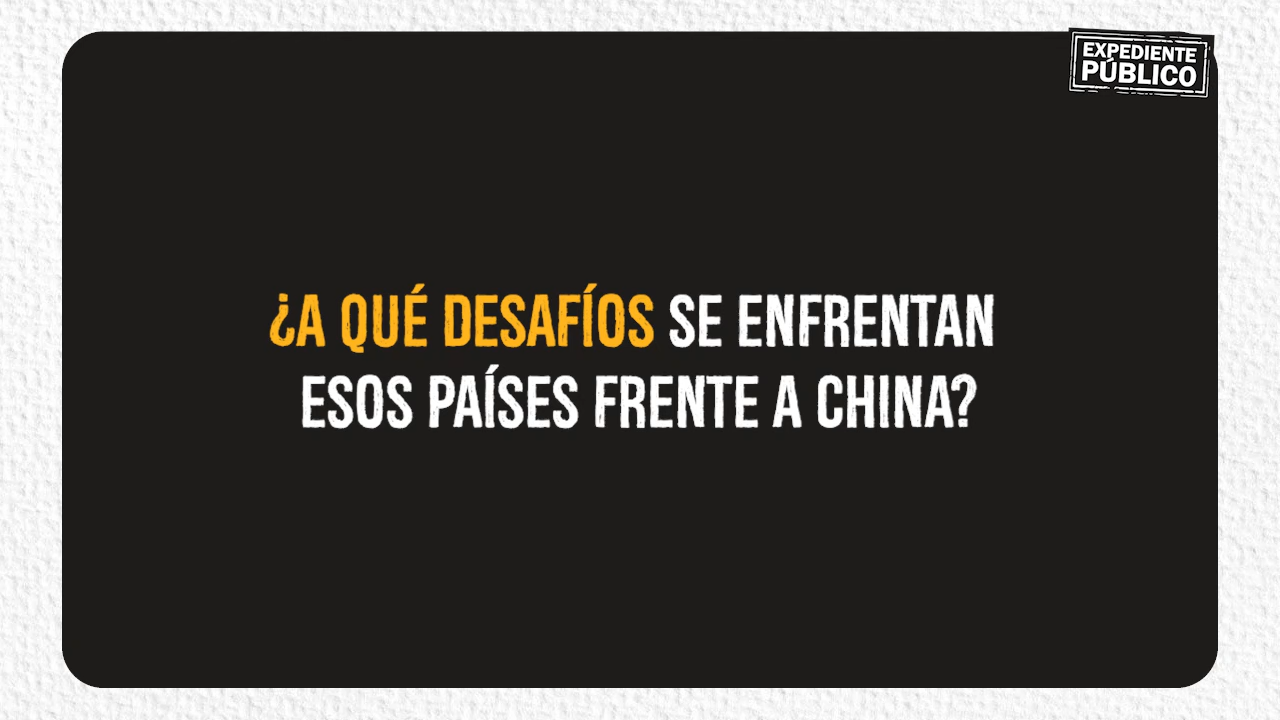 EXPEDIENTE
PÚBLICO
¿A QUÉ DESAFÍOS SE ENFRENTAN
ESOS PAÍSES FRENTE A CHINA?